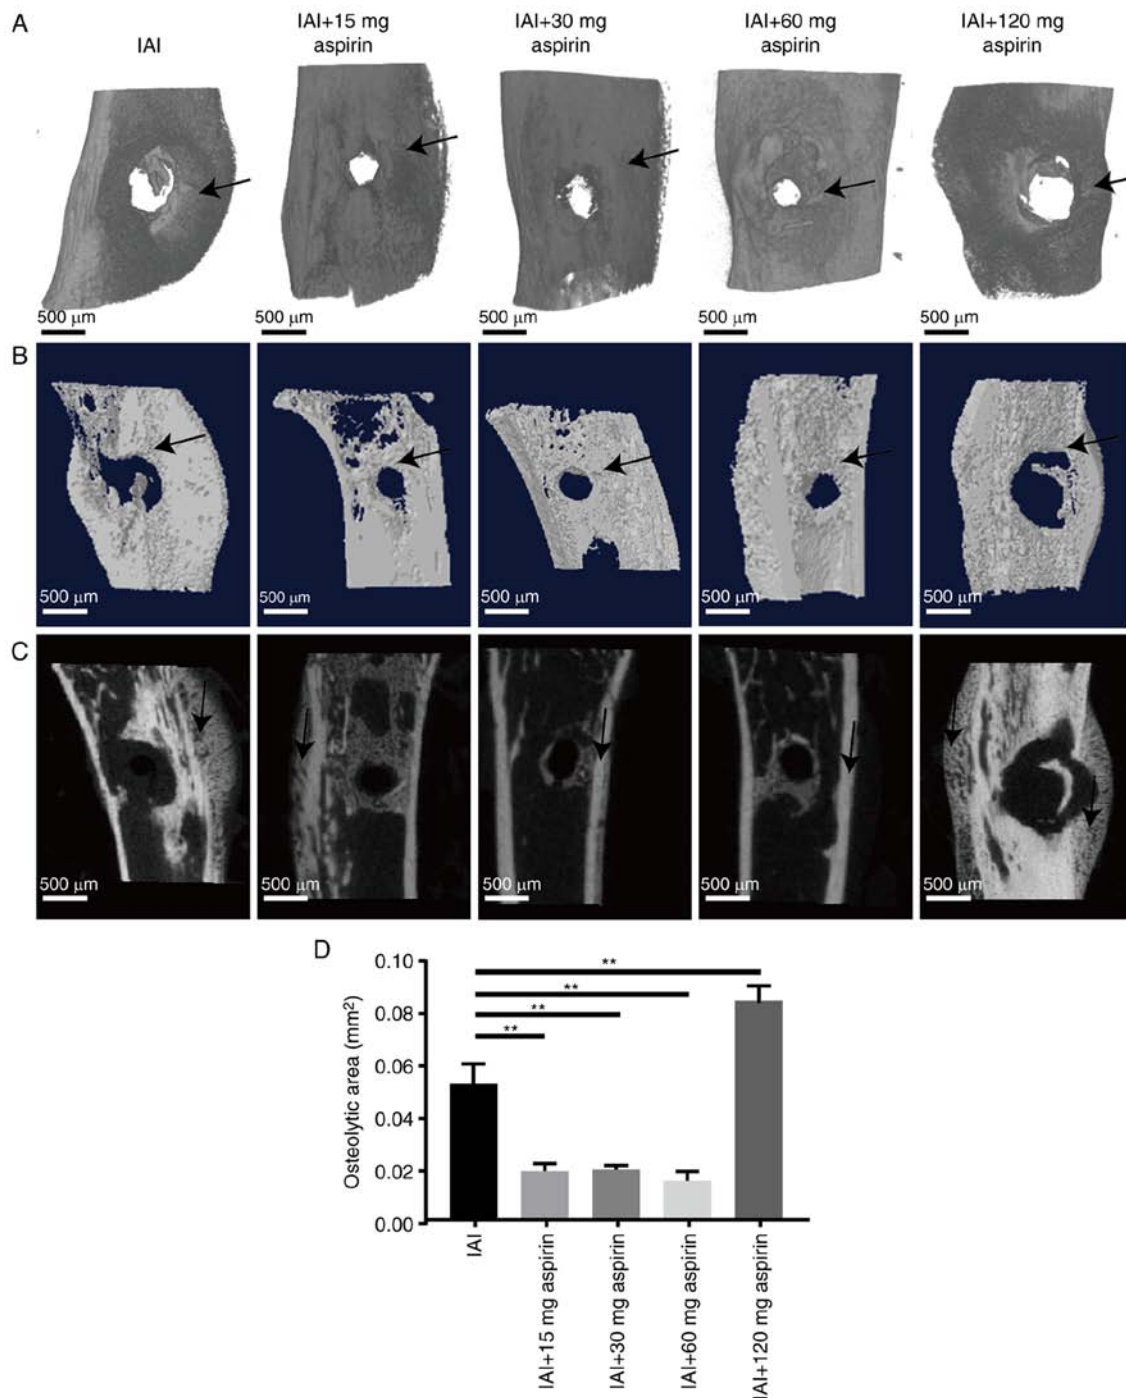 A
IAI
IAI+15 mg
aspirin
IAI+30 mg
aspirin
IAI+60 mg
aspirin
IAI+120 mg
aspirin
500 μm
500 μm
500 μm
500 μm
500 μm
B
500 μm
500 μm
500 μm
500 μm
500 μm
C
500 μm
500 μm
500 μm
500 μm
500 μm
D
Osteolytic area (mm²)
0.10
0.08
0.06
0.04
0.02
0.00
**
**
**
**
IAI
IAI+15 mg aspirin
IAI+30 mg aspirin
IAI+60 mg aspirin
IAI+120 mg aspirin